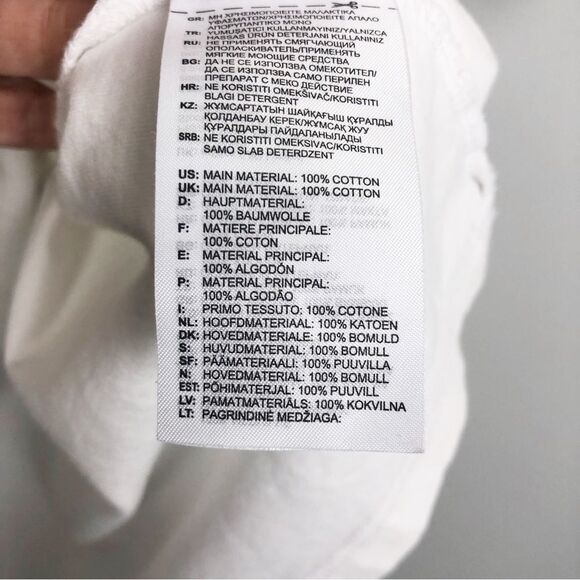 GR: ΜΗ ΧΡΗΣΙΜΟΠΟΙΕΙΤΕ ΜΑΛΑΚΤΙΚΑ
ΥΦΑΣΜΑΤΩΝ/ΧΡΗΣΙΜΟΠΟΙΕΙΤΕ ΑΠΑΛΟ
ΑΠΟΡΥΠΑΝΤΙΚΟ ΜΟΝΟ
TR: YUMUŞATICI KULLANMAYINIZ/YALNIZCA
HASSAS ÜRÜN DETERJANI KULLANINIZ
RU: НЕ ПРИМЕНЯТЬ СМЯГЧАЮЩИЙ
ОПОЛАСКИВАТЕЛЬ/ПРИМЕНЯТЬ
МЯГКИЕ МОЮЩИЕ СРЕДСТВА
BG: ДА НЕ СЕ ИЗПОЛЗВА ОМЕКОТИТЕЛ/
ДА СЕ ИЗПОЛЗВА САМО ПЕРИЛЕН
ПРЕПАРАТ С МЕКО ДЕЙСТВИЕ
HR: NE KORISTITI OMEKŠIVAČ/KORISTITI
BLAGI DETERGENT
KZ: ЖҰМСАРТАТЫН ШАЙҚАҒЫШ ҚҰРАЛДЫ
ҚОЛДАНБАУ КЕРЕК/ЖҰМСАҚ ЖУУ
ҚҰРАЛДАРЫ ПАЙДАЛАНЫЛАДЫ
SRB: NE KORISTITI OMEKŠIVAČ/KORISTITI
SAMO SLAB DETERDZENT
US: MAIN MATERIAL: 100% COTTON
UK: MAIN MATERIAL: 100% COTTON
D: HAUPTMATERIAL:
100% BAUMWOLLE
F: MATIERE PRINCIPALE:
100% COTON
E: MATERIAL PRINCIPAL:
100% ALGODÓN
P: MATERIAL PRINCIPAL:
100% ALGODÃO
I: PRIMO TESSUTO: 100% COTONE
NL: HOOFDMATERIAAL: 100% KATOEN
DK: HOVEDMATERIALE: 100% BOMULD
S: HUVUDMATERIAL: 100% BOMULL
SF: PÄÄMATERIAALI: 100% PUUVILLA
N: HOVEDMATERIAL: 100% BOMULL
EST: PÕHIMATERJAL: 100% PUUVILL
LV: PAMATMATERIĀLS: 100% KOKVILNA
LT: PAGRINDINĖ MEDŽIAGA: